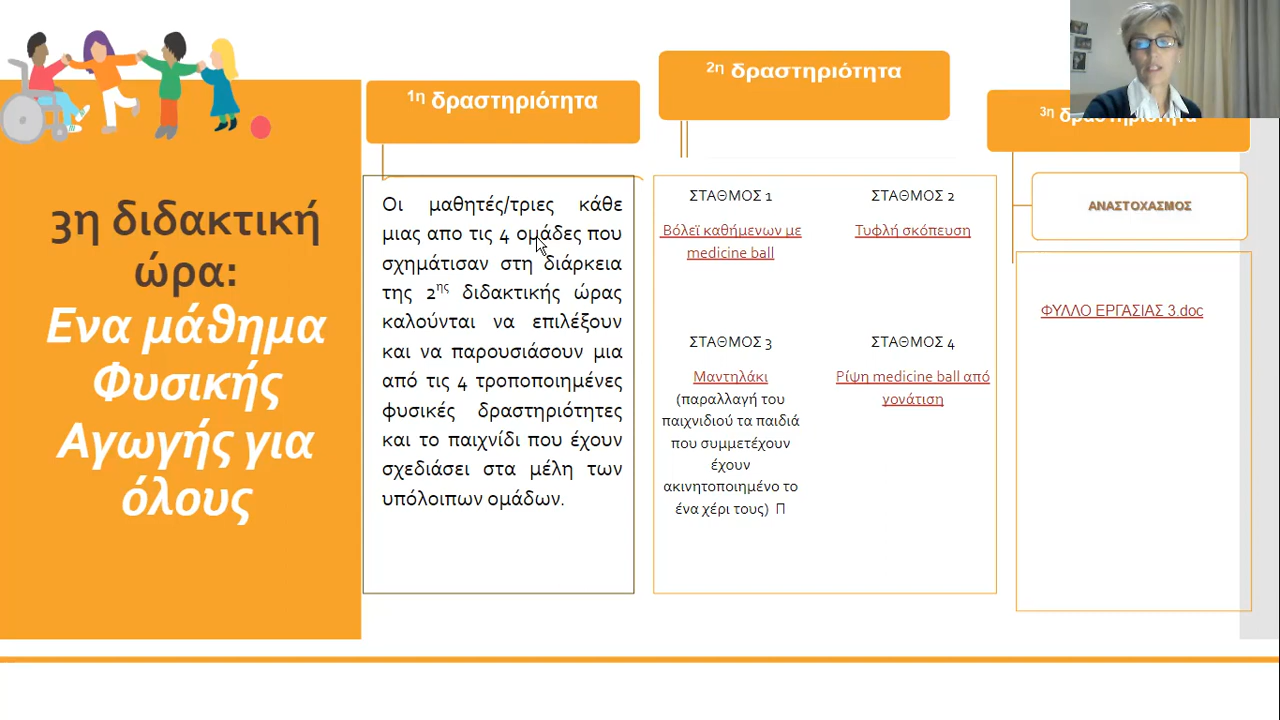 3η διδακτική
ώρα:
Ενα μάθημα
Φυσικής
Αγωγής για
όλους
1η δραστηριότητα
Οι μαθητές/τριες κάθε
μιας απο τις 4 ομάδες που
σχημάτισαν στη διάρκεια
της 2ης διδακτικής ώρας
καλούνται να επιλέξουν
και να παρουσιάσουν μια
από τις 4 τροποποιημένες
φυσικές δραστηριότητες
και το παιχνίδι που έχουν
σχεδιάσει στα μέλη των
υπόλοιπων ομάδων.
2η δραστηριότητα
ΣΤΑΘΜΟΣ 1
Βόλεϊ καθήμενων με
medicine ball
ΣΤΑΘΜΟΣ 2
Τυφλή σκόπευση
ΣΤΑΘΜΟΣ 3
Μαντηλάκι
(παραλλαγή του
παιχνιδιού τα παιδιά
που συμμετέχουν
έχουν
ακινητοποιημένο το
ένα χέρι τους) Π
ΣΤΑΘΜΟΣ 4
Ρίψη medicine ball από
γονάτιση
3η δραστηριότητα
ΑΝΑΣΤΟΧΑΣΜΟΣ
ΦΥΛΛΟ ΕΡΓΑΣΙΑΣ 3.doc